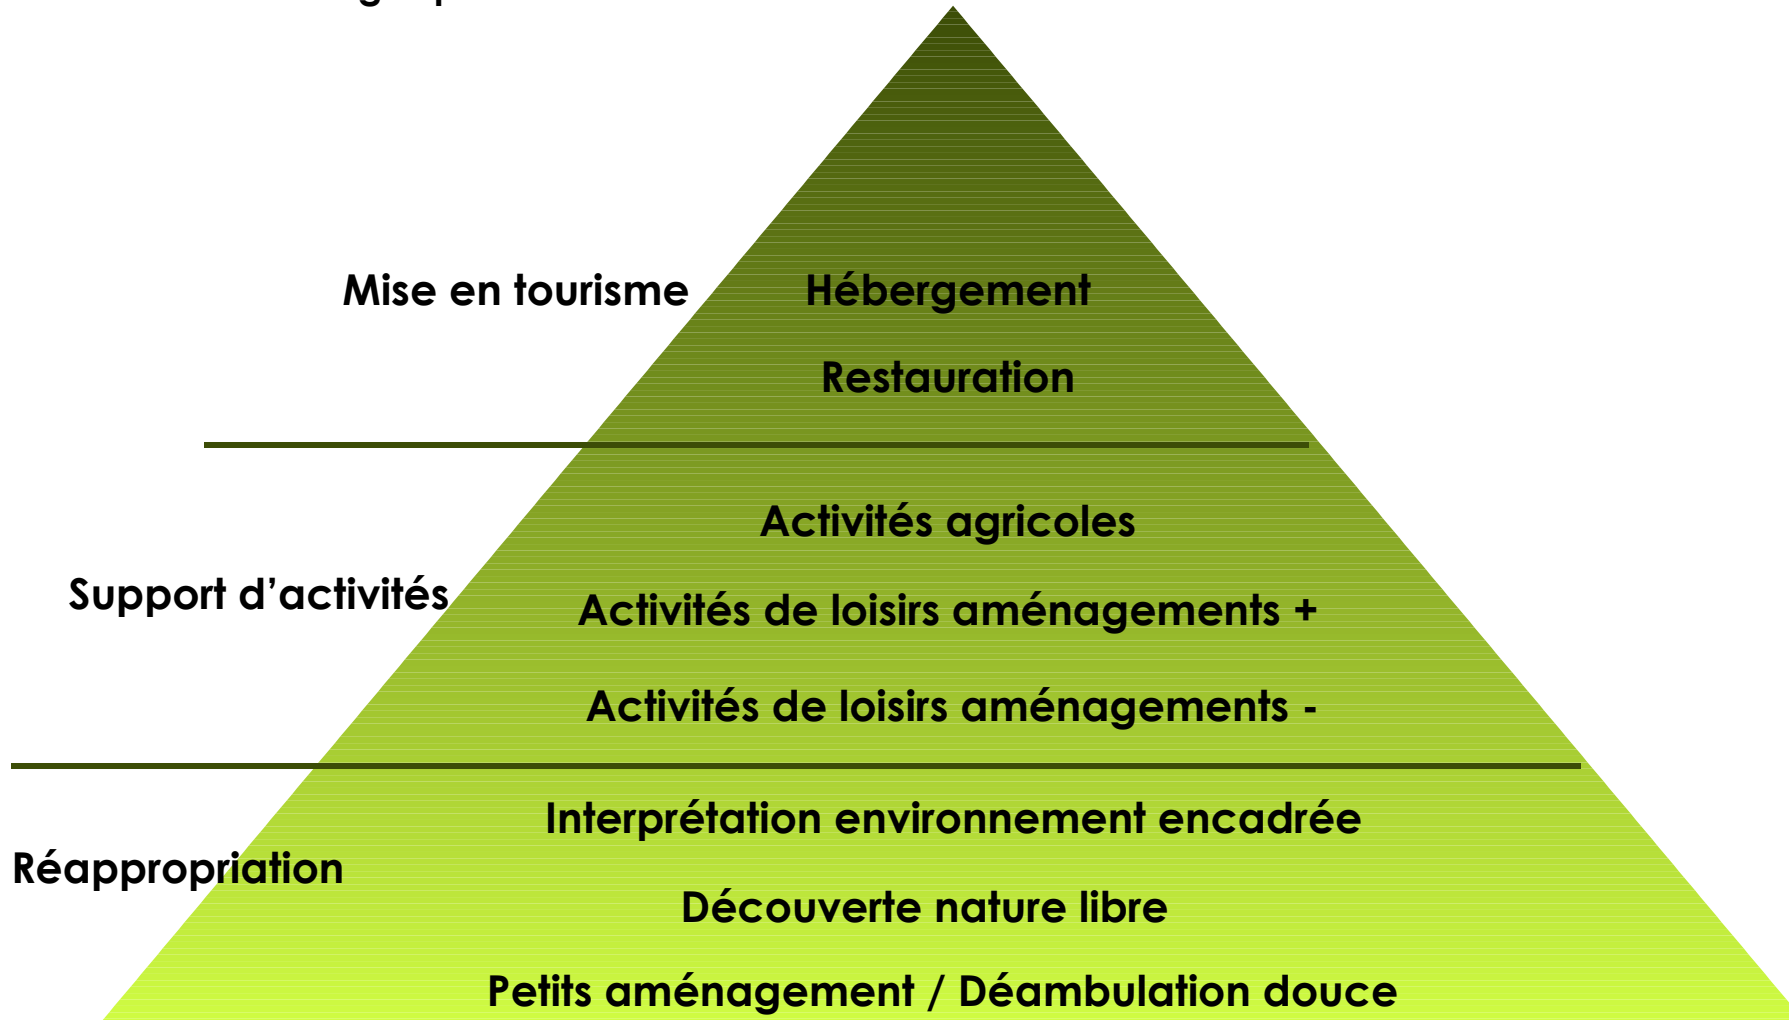 Mise en tourisme
Hébergement
Restauration
Activités agricoles
Support d’activités
Activités de loisirs aménagements +
Activités de loisirs aménagements -
Interprétation environnement encadrée
Réappropriation
Découverte nature libre
Petits aménagement / Déambulation douce